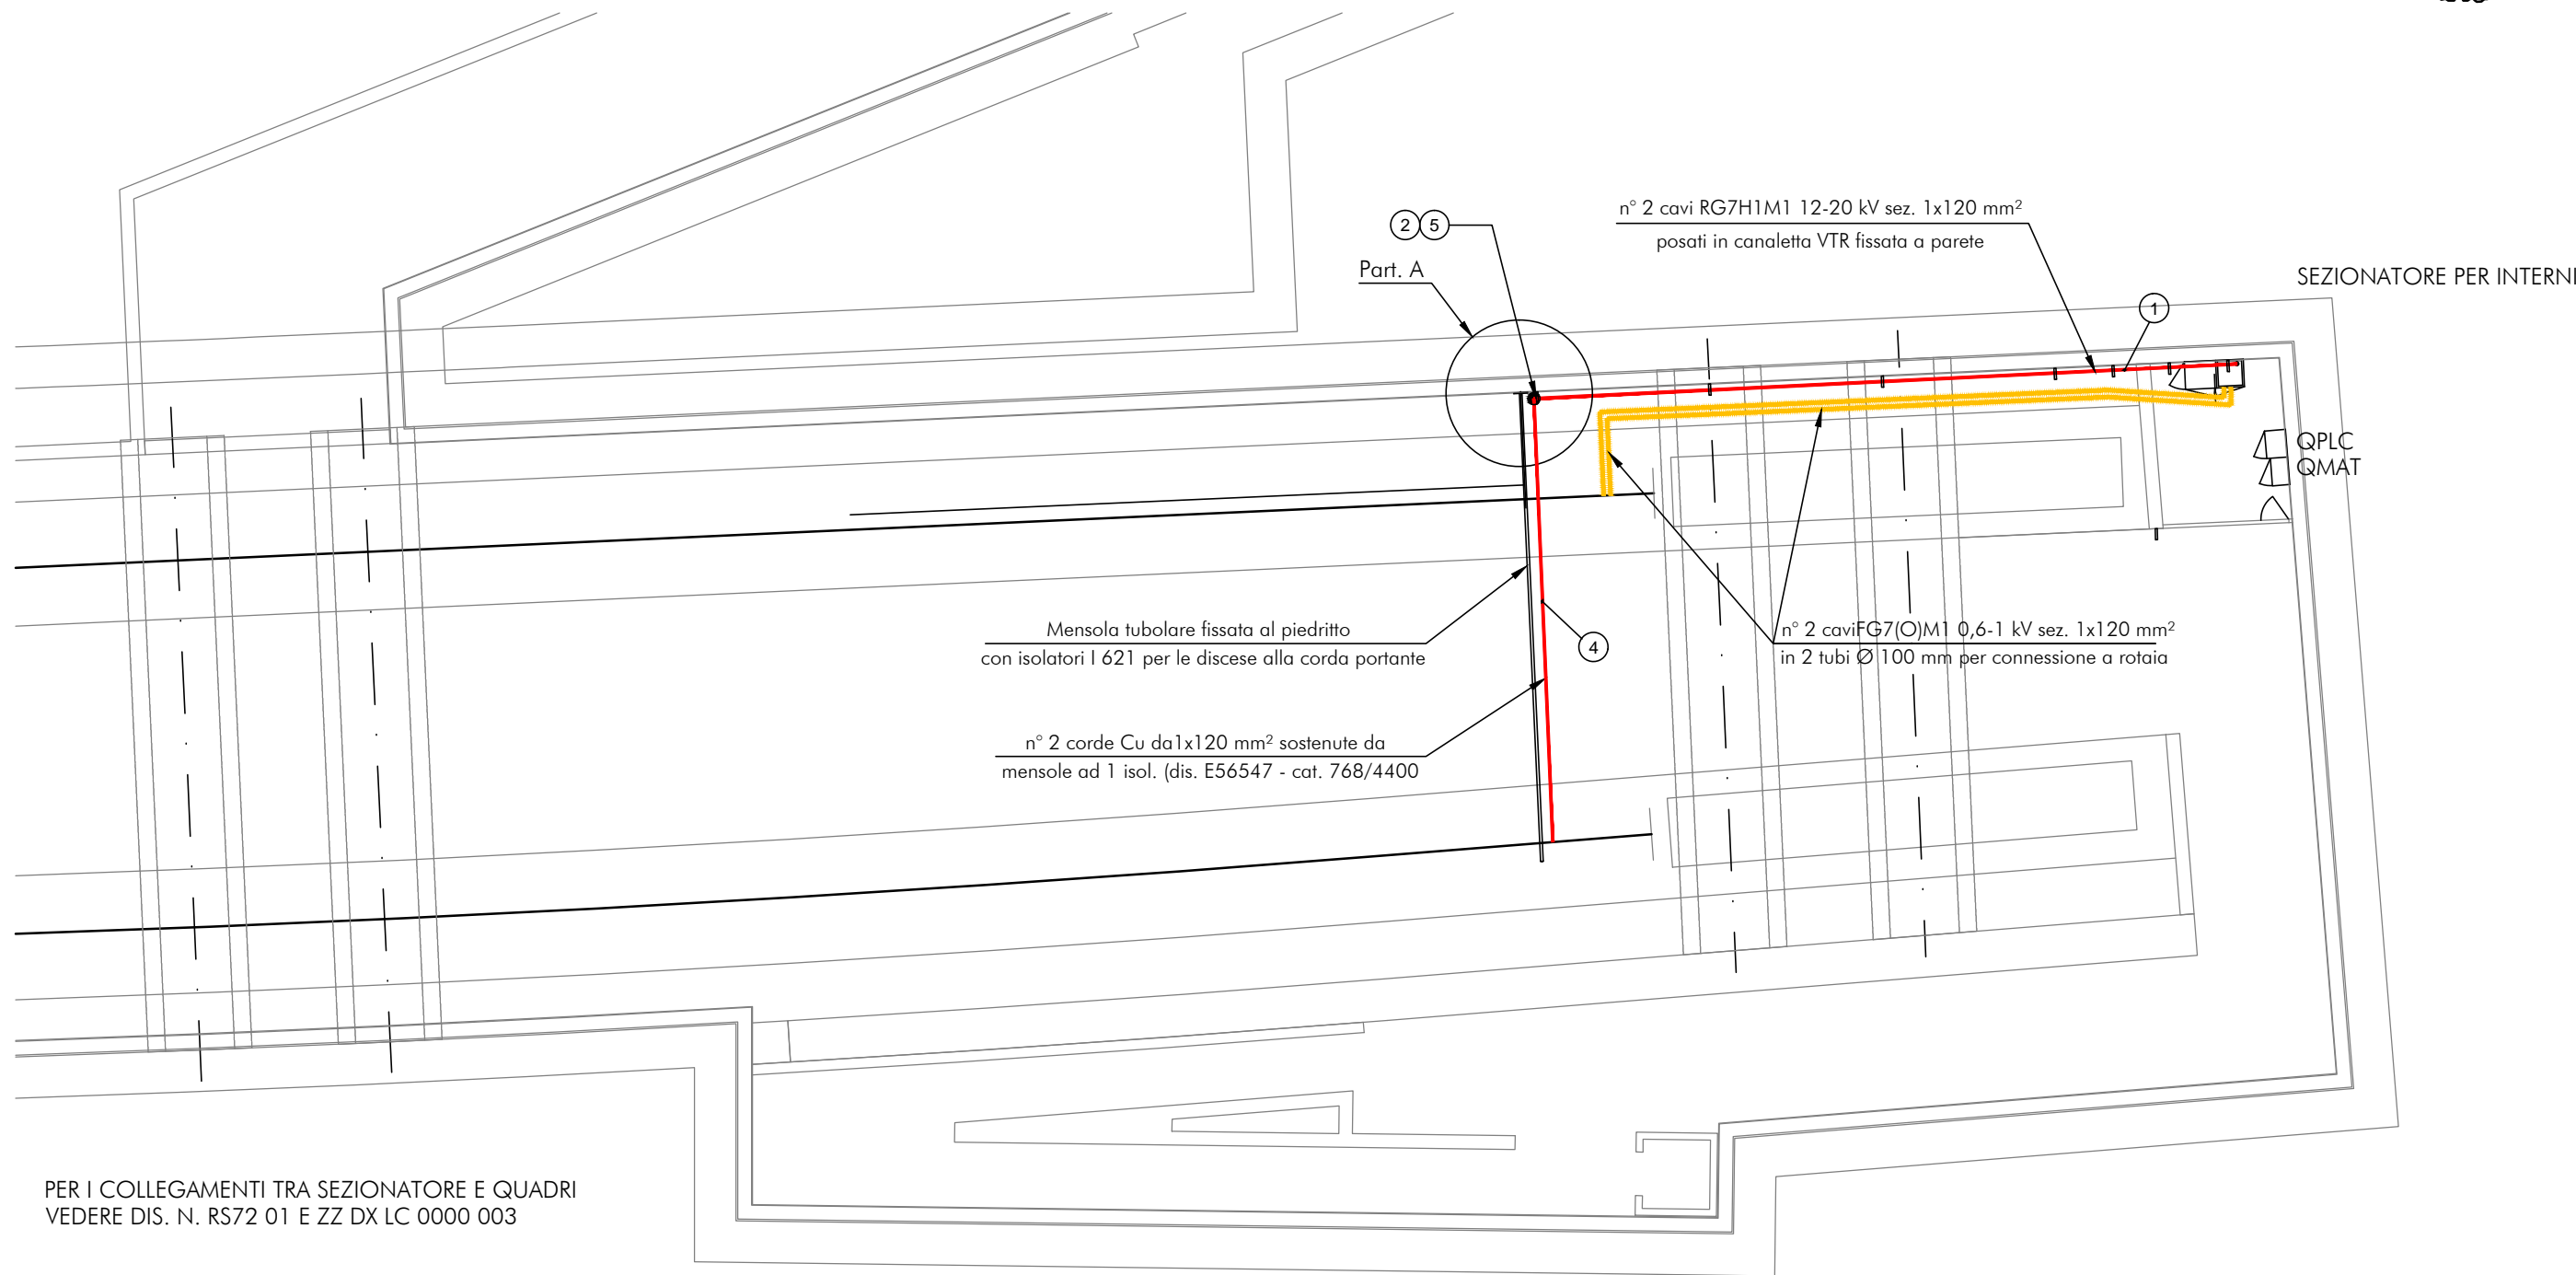 n° 2 cavi RG7H1M1 12-20 kV sez. 1x120 mm²
posati in canaletta VTR fissata a parete
2 5
Part. A
SEZIONATORE PER INTERNI
1
QPLC
QMAT
Mensola tubolare fissata al piedritto
con isolatori I 621 per le discese alla corda portante
4
n° 2 caviFG7(O)M1 0,6-1 kV sez. 1x120 mm²
in 2 tubi Ø 100 mm per connessione a rotaia
n° 2 corde Cu da1x120 mm² sostenute da
mensole ad 1 isol. (dis. E56547 - cat. 768/4400
PER I COLLEGAMENTI TRA SEZIONATORE E QUADRI
VEDERE DIS. N. RS72 01 E ZZ DX LC 0000 003